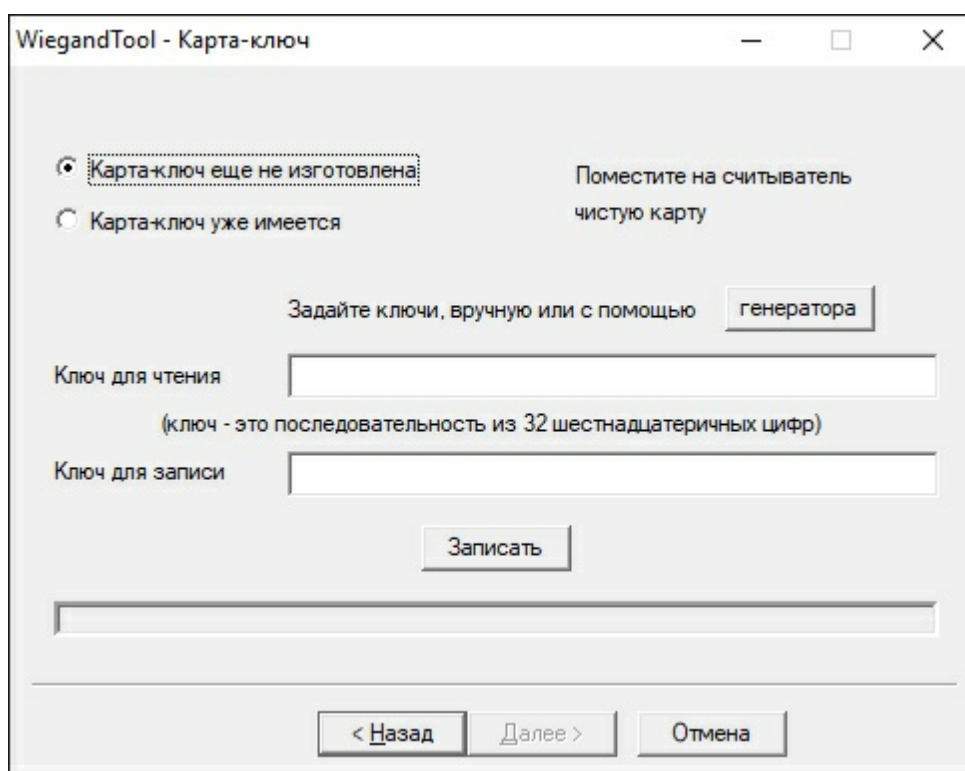 WiegandTool - Карта-ключ
Карта-ключ еще не изготовлена
Поместите на считыватель
чистую карту
Карта-ключ уже имеется
Задайте ключи, вручную или с помощью генератора
Ключ для чтения
(ключ - это последовательность из 32 шестнадцатеричных цифр)
Ключ для записи
Записать
< Назад Далее > Отмена